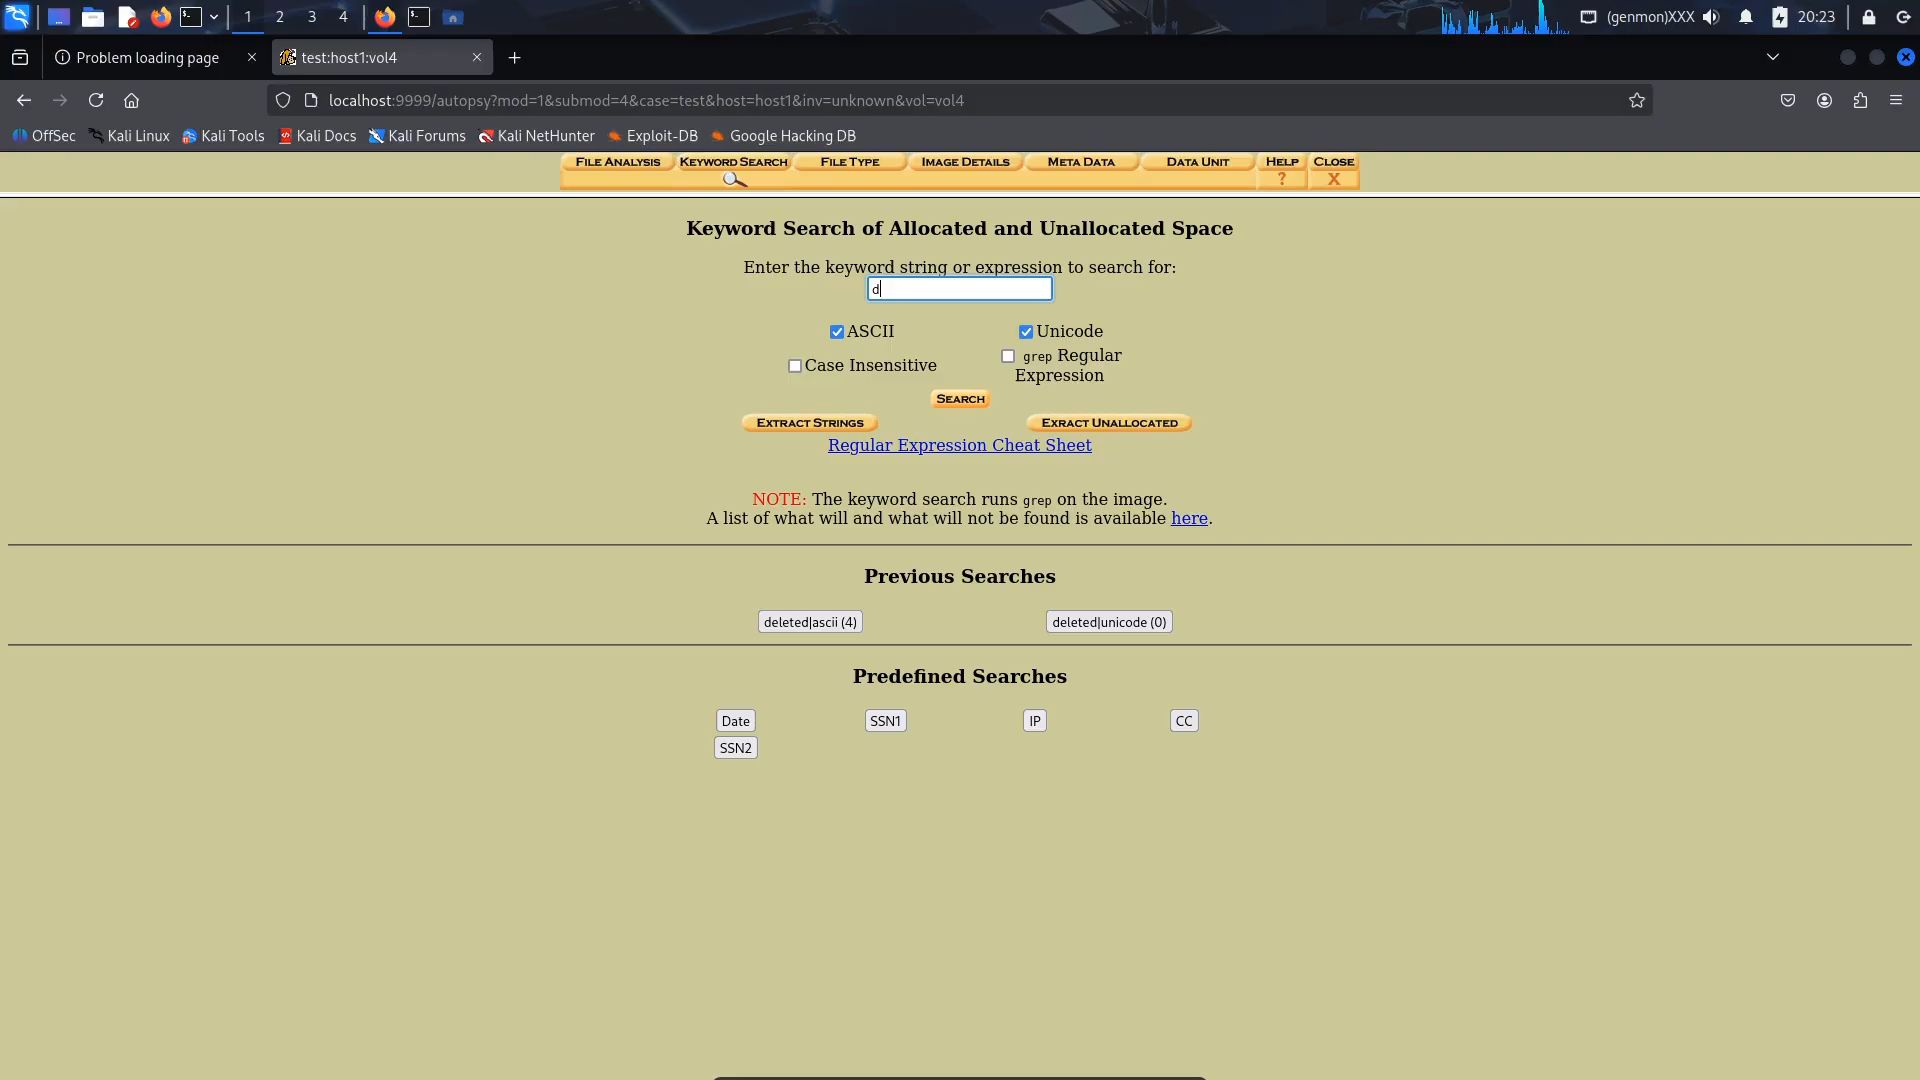 1 2 3 4 (genmon)XXX 20:23
Problem loading page test:host1:vol4
localhost:9999/autopsy?mod=1&submod=4&case=test&host=host1&inv=unknown&vol=vol4
OffSec Kali Linux Kali Tools Kali Docs Kali Forums Kali NetHunter Exploit-DB Google Hacking DB
FILE ANALYSIS KEYWORD SEARCH FILE TYPE IMAGE DETAILS META DATA DATA UNIT HELP CLOSE
? X
Keyword Search of Allocated and Unallocated Space
Enter the keyword string or expression to search for:
d
ASCII Unicode
Case Insensitive grep Regular
Expression
SEARCH
EXTRACT STRINGS EXRACT UNALLOCATED
Regular Expression Cheat Sheet
NOTE: The keyword search runs grep on the image.
A list of what will and what will not be found is available here.
Previous Searches
deleted|ascii (4) deleted|unicode (0)
Predefined Searches
Date SSN1 IP CC
SSN2